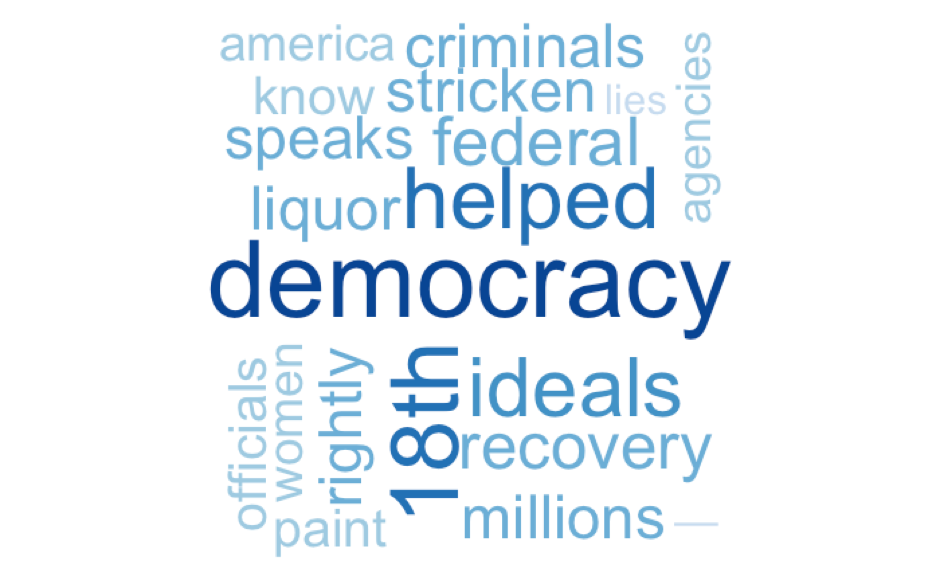 america criminals
know stricken lies
agencies
speaks federal
liquor helped
democracy
officials
women
rightly
18th
ideals
recovery
paint
millions —